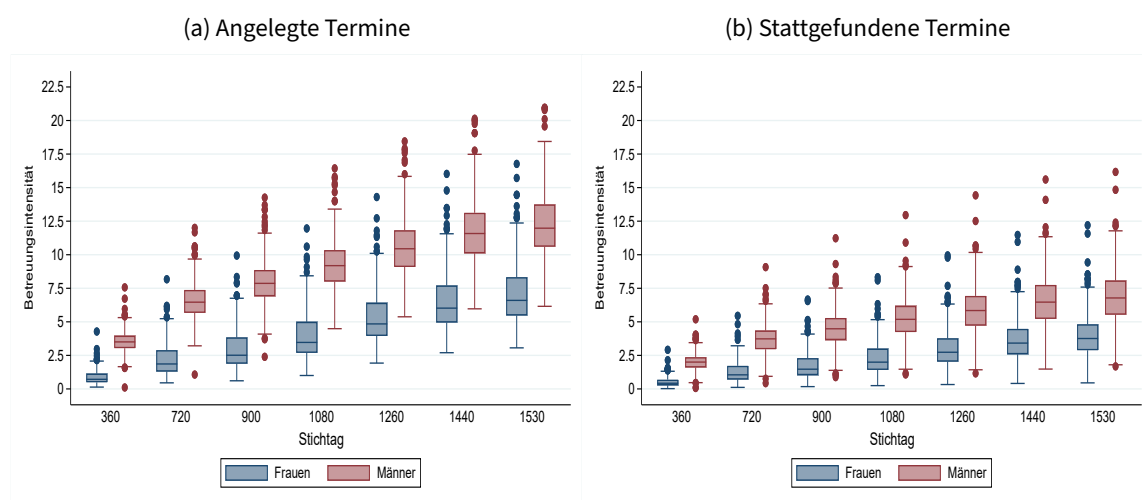 (a) Angelegte Termine
Betreuungsintensität
22.5
20
17.5
15
12.5
10
7.5
5
2.5
0
360 720 900 1080 1260 1440 1530
Stichtag
Frauen Männer
(b) Stattgefundene Termine
Betreuungsintensität
22.5
20
17.5
15
12.5
10
7.5
5
2.5
0
360 720 900 1080 1260 1440 1530
Stichtag
Frauen Männer